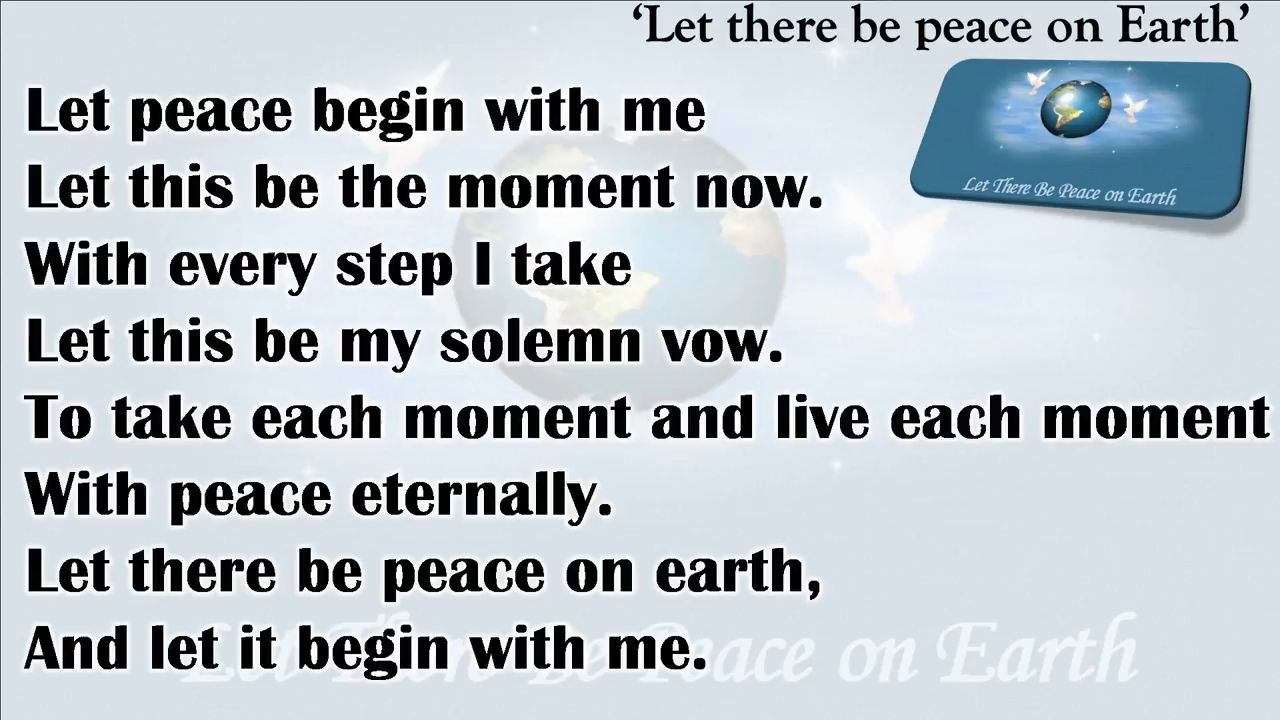 ‘Let there be peace on Earth’
Let There Be Peace on Earth
Let peace begin with me
Let this be the moment now.
With every step I take
Let this be my solemn vow.
To take each moment and live each moment
With peace eternally.
Let there be peace on earth,
And let it begin with me.
Let There Be Peace on Earth